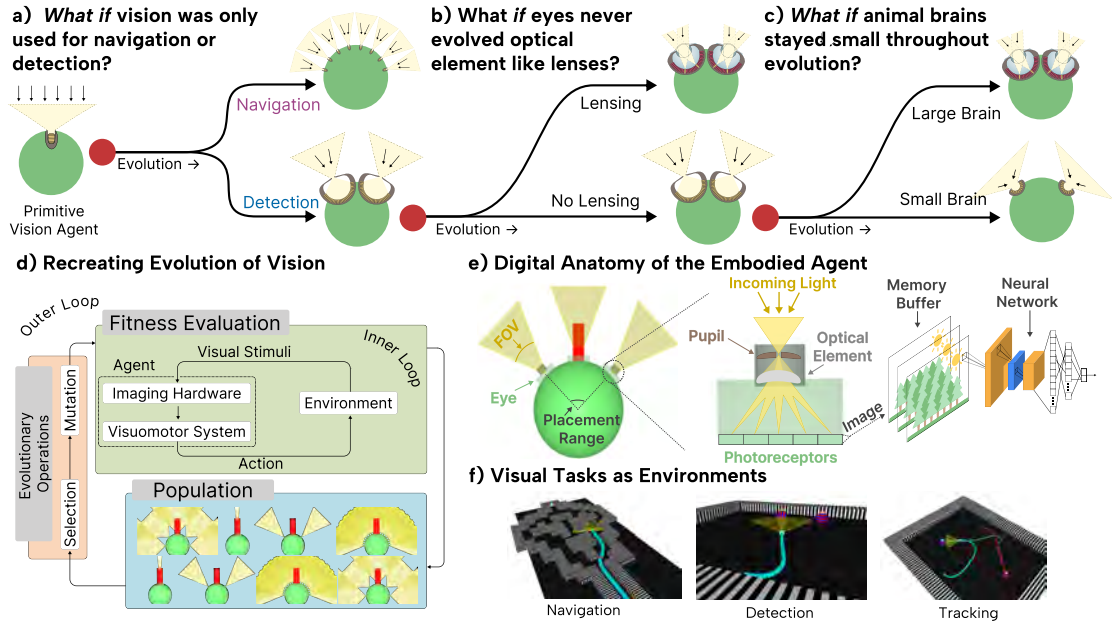 a) What if vision was only
used for navigation or
detection?
Navigation
Evolution →
Detection
Primitive
Vision Agent
b) What if eyes never
evolved optical
element like lenses?
Lensing
No Lensing
Evolution →
c) What if animal brains
stayed small throughout
evolution?
Large Brain
Small Brain
Evolution →
d) Recreating Evolution of Vision
Outer Loop
Fitness Evaluation
Inner Loop
Visual Stimuli
Agent
Imaging Hardware
Visuomotor System
Environment
Action
Evolutionary
Operations
Mutation
Selection
Population
e) Digital Anatomy of the Embodied Agent
FOV
Eye
Placement
Range
Incoming Light
Pupil
Optical
Element
Photoreceptors
Image
Memory
Buffer
Neural
Network
f) Visual Tasks as Environments
Navigation
Detection
Tracking